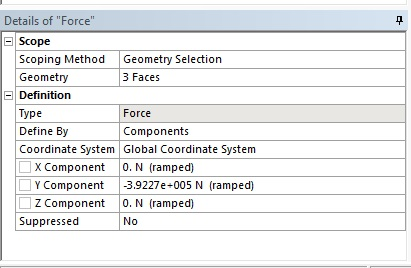 Details of "Force"
Scope
Scoping Method Geometry Selection
Geometry 3 Faces
Definition
Type Force
Define By Components
Coordinate System Global Coordinate System
X Component 0. N (ramped)
Y Component -3.9227e+005 N (ramped)
Z Component 0. N (ramped)
Suppressed No